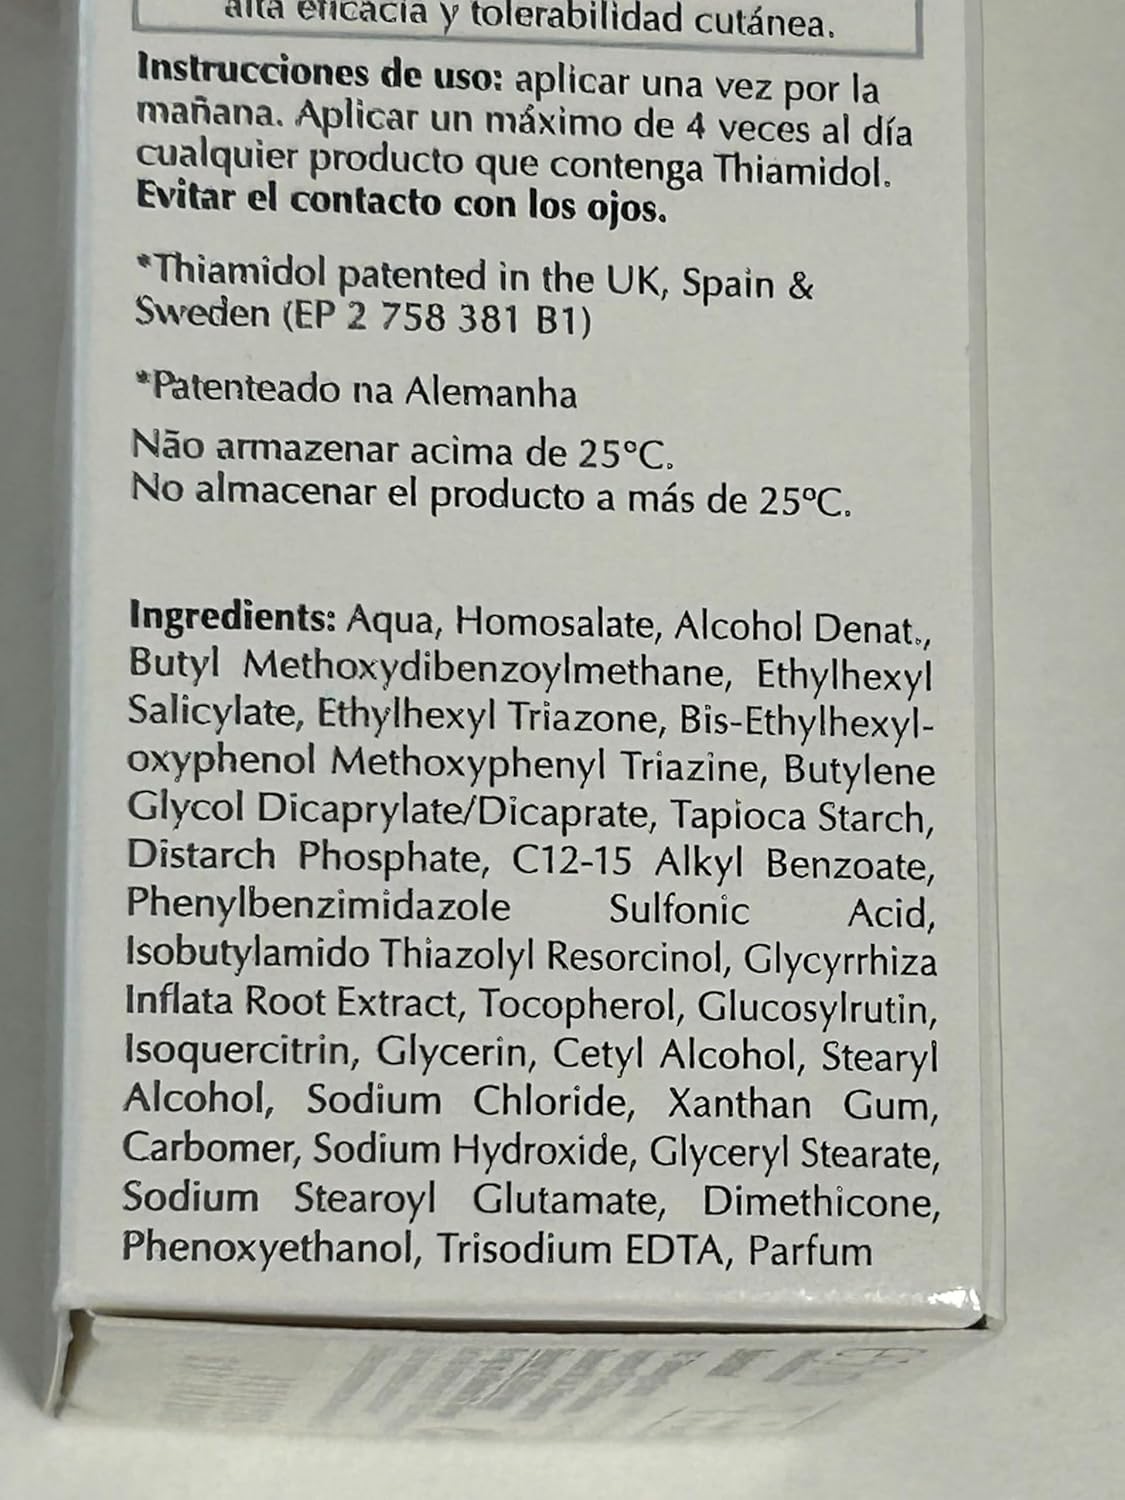 alta eficacia y tolerabilidad cutánea.
Instrucciones de uso: aplicar una vez por la
mañana. Aplicar un máximo de 4 veces al día
cualquier producto que contenga Thiamidol.
Evitar el contacto con los ojos.
*Thiamidol patented in the UK, Spain &
Sweden (EP 2 758 381 B1)
*Patenteado na Alemanha
Não armazenar acima de 25°C.
No almacenar el producto a más de 25ºC.
Ingredients: Aqua, Homosalate, Alcohol Denat.,
Butyl Methoxydibenzoylmethane, Ethylhexyl
Salicylate, Ethylhexyl Triazone, Bis-Ethylhexyl-
oxyphenol Methoxyphenyl Triazine, Butylene
Glycol Dicaprylate/Dicaprate, Tapioca Starch,
Distarch Phosphate, C12-15 Alkyl Benzoate,
Phenylbenzimidazole Sulfonic Acid,
Isobutylamido Thiazolyl Resorcinol, Glycyrrhiza
Inflata Root Extract, Tocopherol, Glucosylrutin,
Isoquercitrin, Glycerin, Cetyl Alcohol, Stearyl
Alcohol, Sodium Chloride, Xanthan Gum,
Carbomer, Sodium Hydroxide, Glyceryl Stearate,
Sodium Stearoyl Glutamate, Dimethicone,
Phenoxyethanol, Trisodium EDTA, Parfum